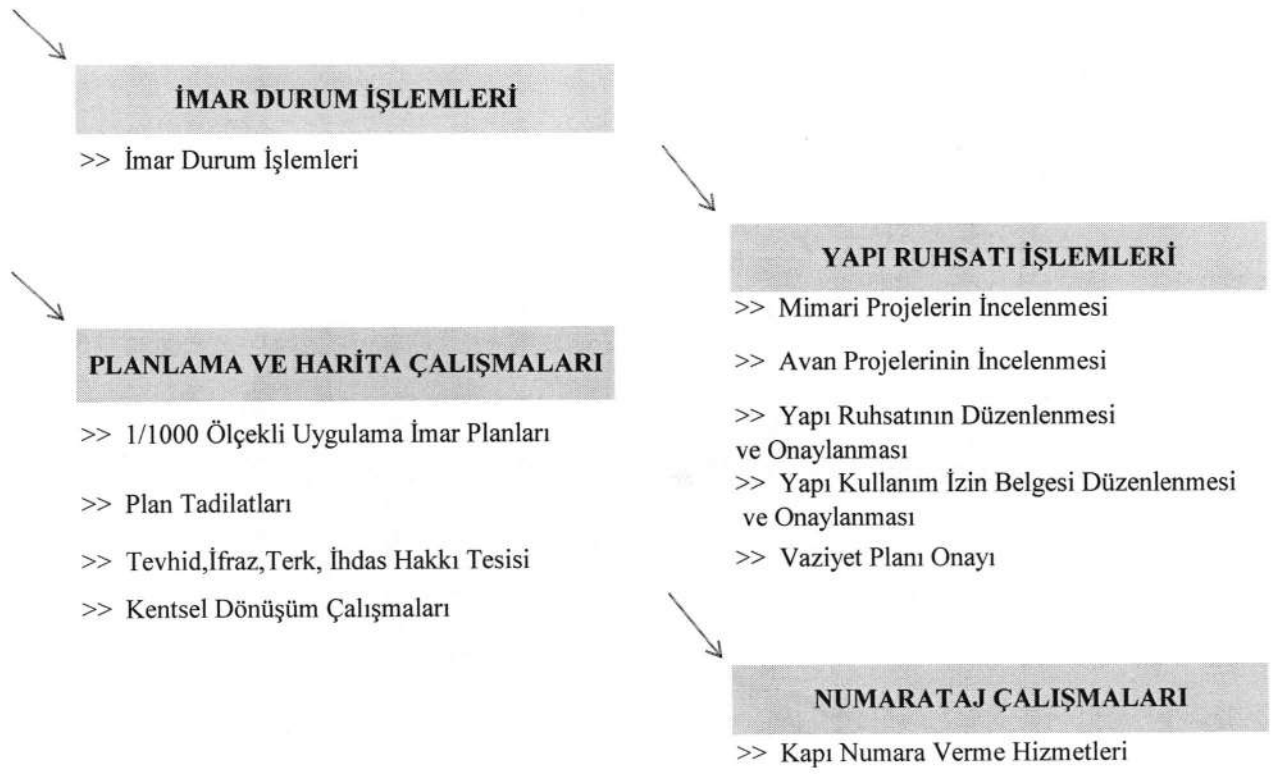 İMAR DURUM İŞLEMLERİ
>> İmar Durum İşlemleri
PLANLAMA VE HARİTA ÇALIŞMALARI
>> 1/1000 Ölçekli Uygulama İmar Planları
>> Plan Tadilatları
>> Tevhid,İfraz,Terk, İhdas Hakkı Tesisi
>> Kentsel Dönüşüm Çalışmaları
YAPI RUHSATI İŞLEMLERİ
>> Mimari Projelerin İncelenmesi
>> Avan Projelerinin İncelenmesi
>> Yapı Ruhsatının Düzenlenmesi
ve Onaylanması
>> Yapı Kullanım İzin Belgesi Düzenlenmesi
ve Onaylanması
>> Vaziyet Planı Onayı
NUMARATAJ ÇALIŞMALARI
>> Kapı Numara Verme Hizmetleri